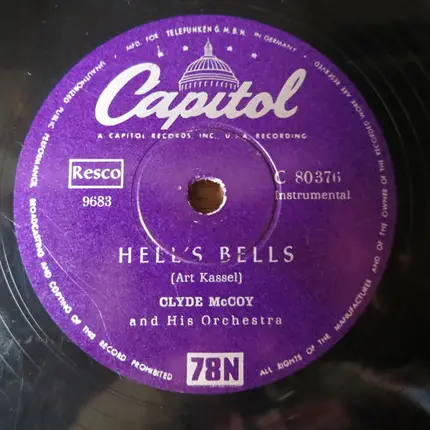 MFD. FOR TELEFUNKEN G.M.B.H. IN GERMANY
Capitol
A CAPITOL RECORDS, INC., U.S.A. RECORDING
Resco
9683
C 80376
Instrumental
HELL'S BELLS
(Art Kassel)
CLYDE McCOY
and His Orchestra
78N
UNAUTHORIZED PUBLIC PERFORMANCE, BROADCASTING AND COPYING OF THIS RECORD PROHIBITED
ALL RIGHTS OF THE MANUFACTURER AND OF THE OWNER OF THE RECORDED WORK ARE RESERVED